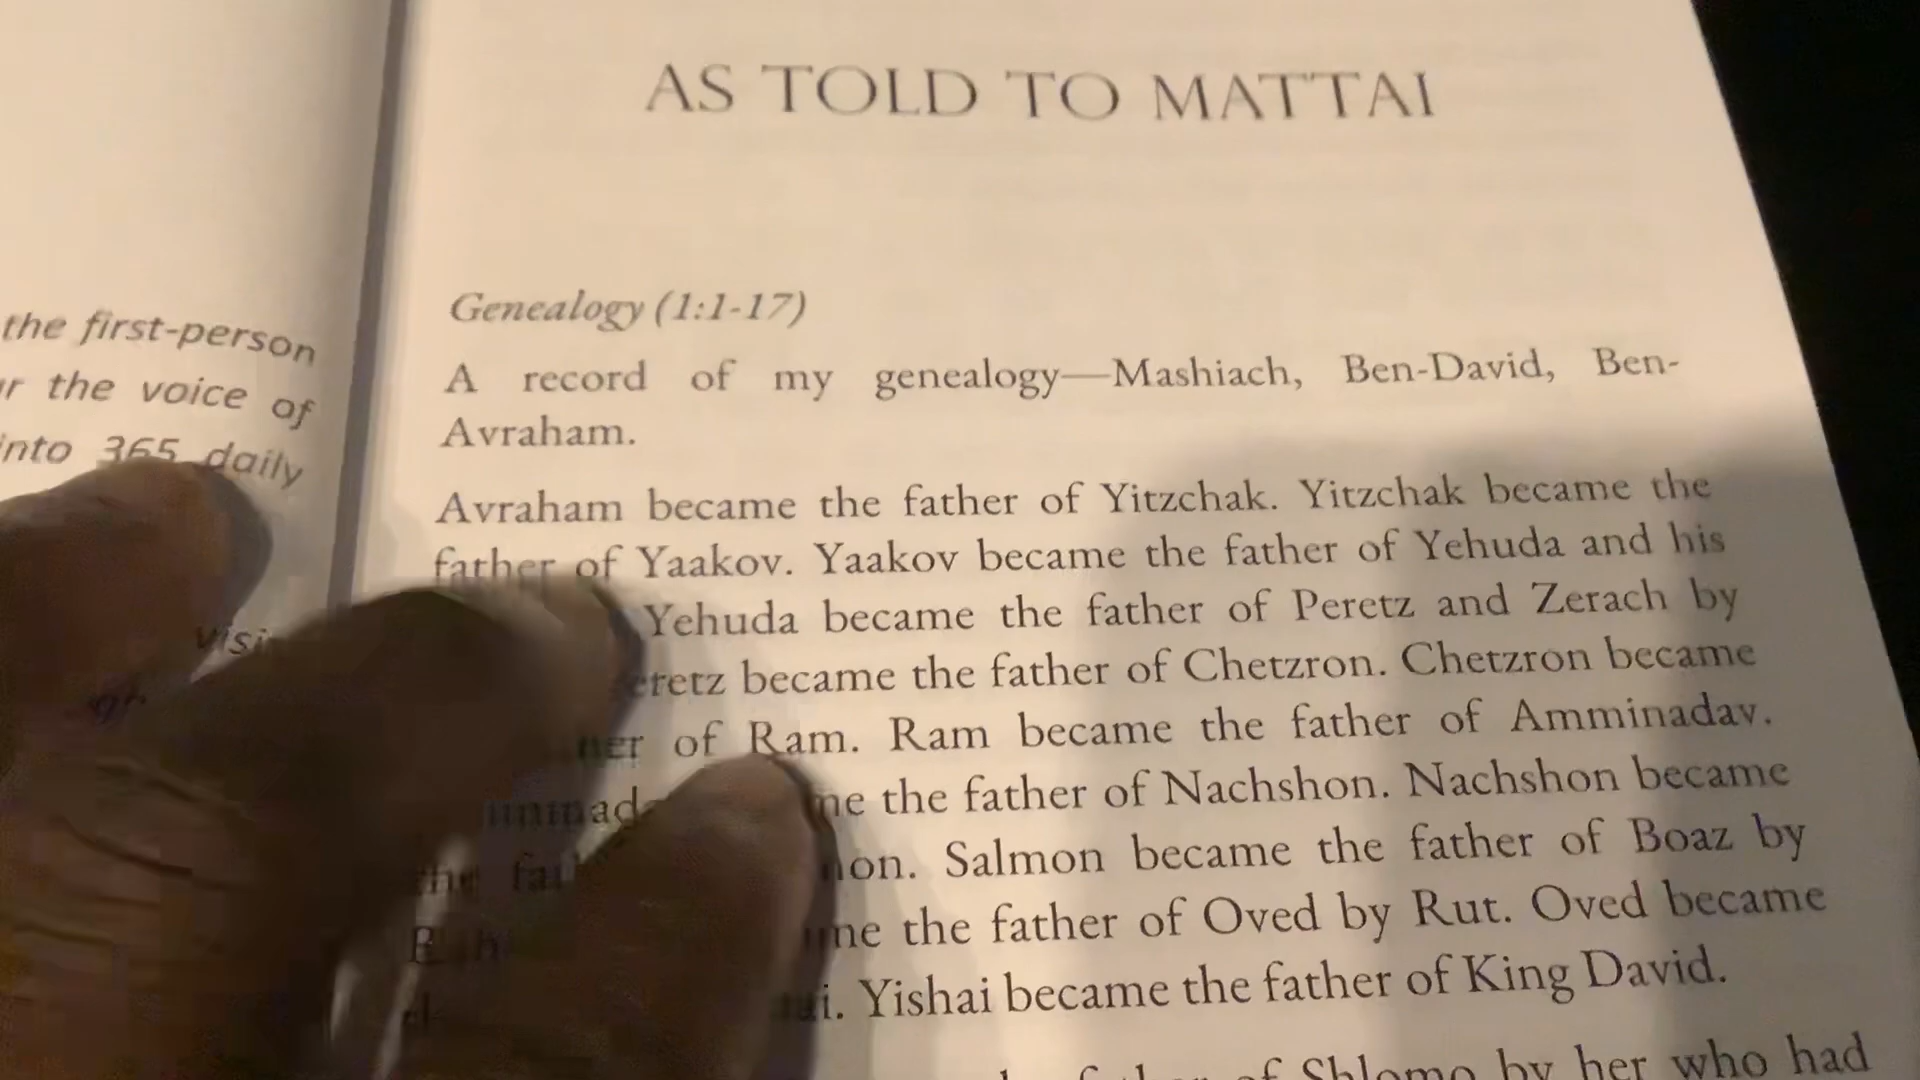 the first-person
the voice of
into 365 daily
AS TOLD TO MATTAI
Genealogy (1:1-17)
A record of my genealogy—Mashiach, Ben-David, Ben-
Avraham.
Avraham became the father of Yitzchak. Yitzchak became the
father of Yaakov. Yaakov became the father of Yehuda and his
Yehuda became the father of Peretz and Zerach by
became the father of Chetzron. Chetzron became
of Ram. Ram became the father of Amminadav.
the father of Nachshon. Nachshon became
the Salmon became the father of Boaz by
the father of Oved by Rut. Oved became
Yishai became the father of King David.
of Shlomo by her who had